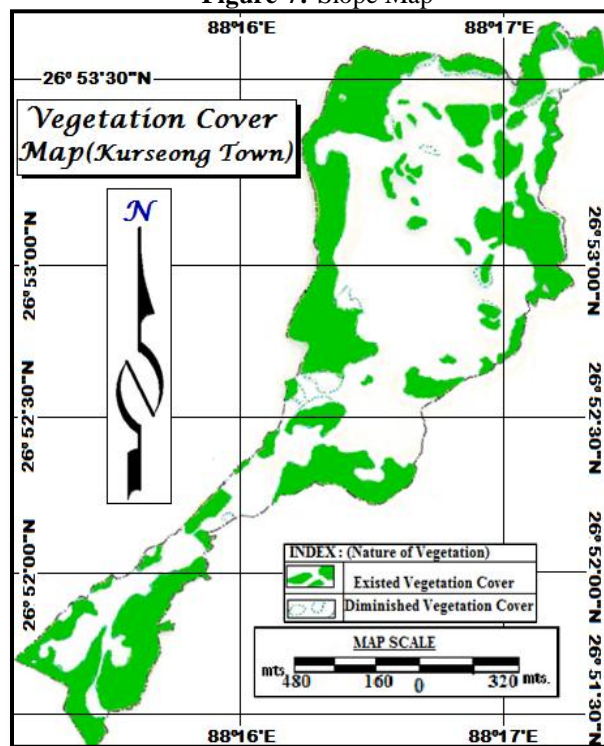 Figure 7: Slope Map
88°16'E 88°17'E
26° 53'30"N
Vegetation Cover
Map(Kurseong Town)
N
26° 53'00"N
26° 53'00"N
26° 52'30"N
26° 52'30"N
INDEX : (Nature of Vegetation)
Existed Vegetation Cover
Diminished Vegetation Cover
26° 52'00"N
26° 52'00"N
MAP SCALE
mts. mts.
480 160 0 320
26° 51'30"N
88°16'E 88°17'E